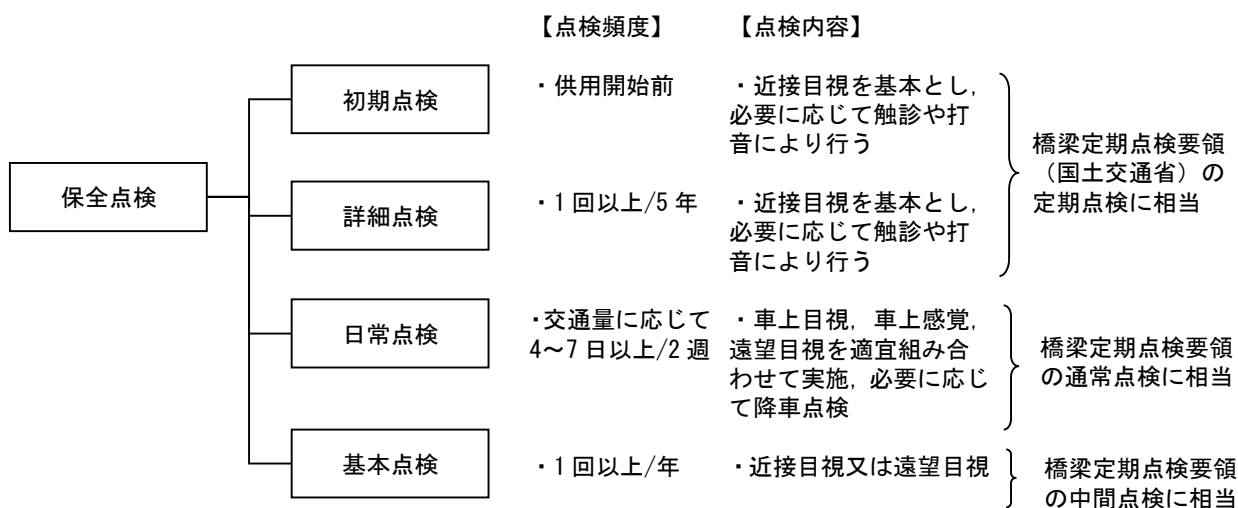 【点検頻度】
【点検内容】
保全点検
初期点検
・供用開始前
・近接目視を基本とし，
必要に応じて触診や打
音により行う
詳細点検
・1回以上/5年
・近接目視を基本とし，
必要に応じて触診や打
音により行う
橋梁定期点検要領
（国土交通省）の
定期点検に相当
日常点検
・交通量に応じて
4～7日以上/2週
・車上目視，車上感覚，
遠望目視を適宜組み合
わせて実施，必要に応じ
て降車点検
橋梁定期点検要領
の通常点検に相当
基本点検
・1回以上/年
・近接目視又は遠望目視
橋梁定期点検要領
の中間点検に相当